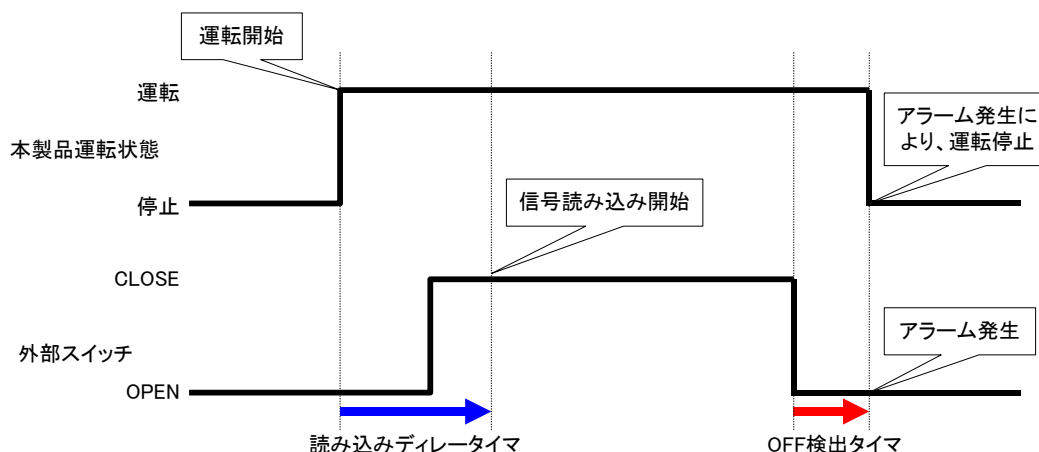 運転開始
運転
本製品運転状態
停止
アラーム発生に
より、運転停止
信号読み込み開始
CLOSE
外部スイッチ
OPEN
アラーム発生
読み込みディレータイマ
OFF検出タイマ